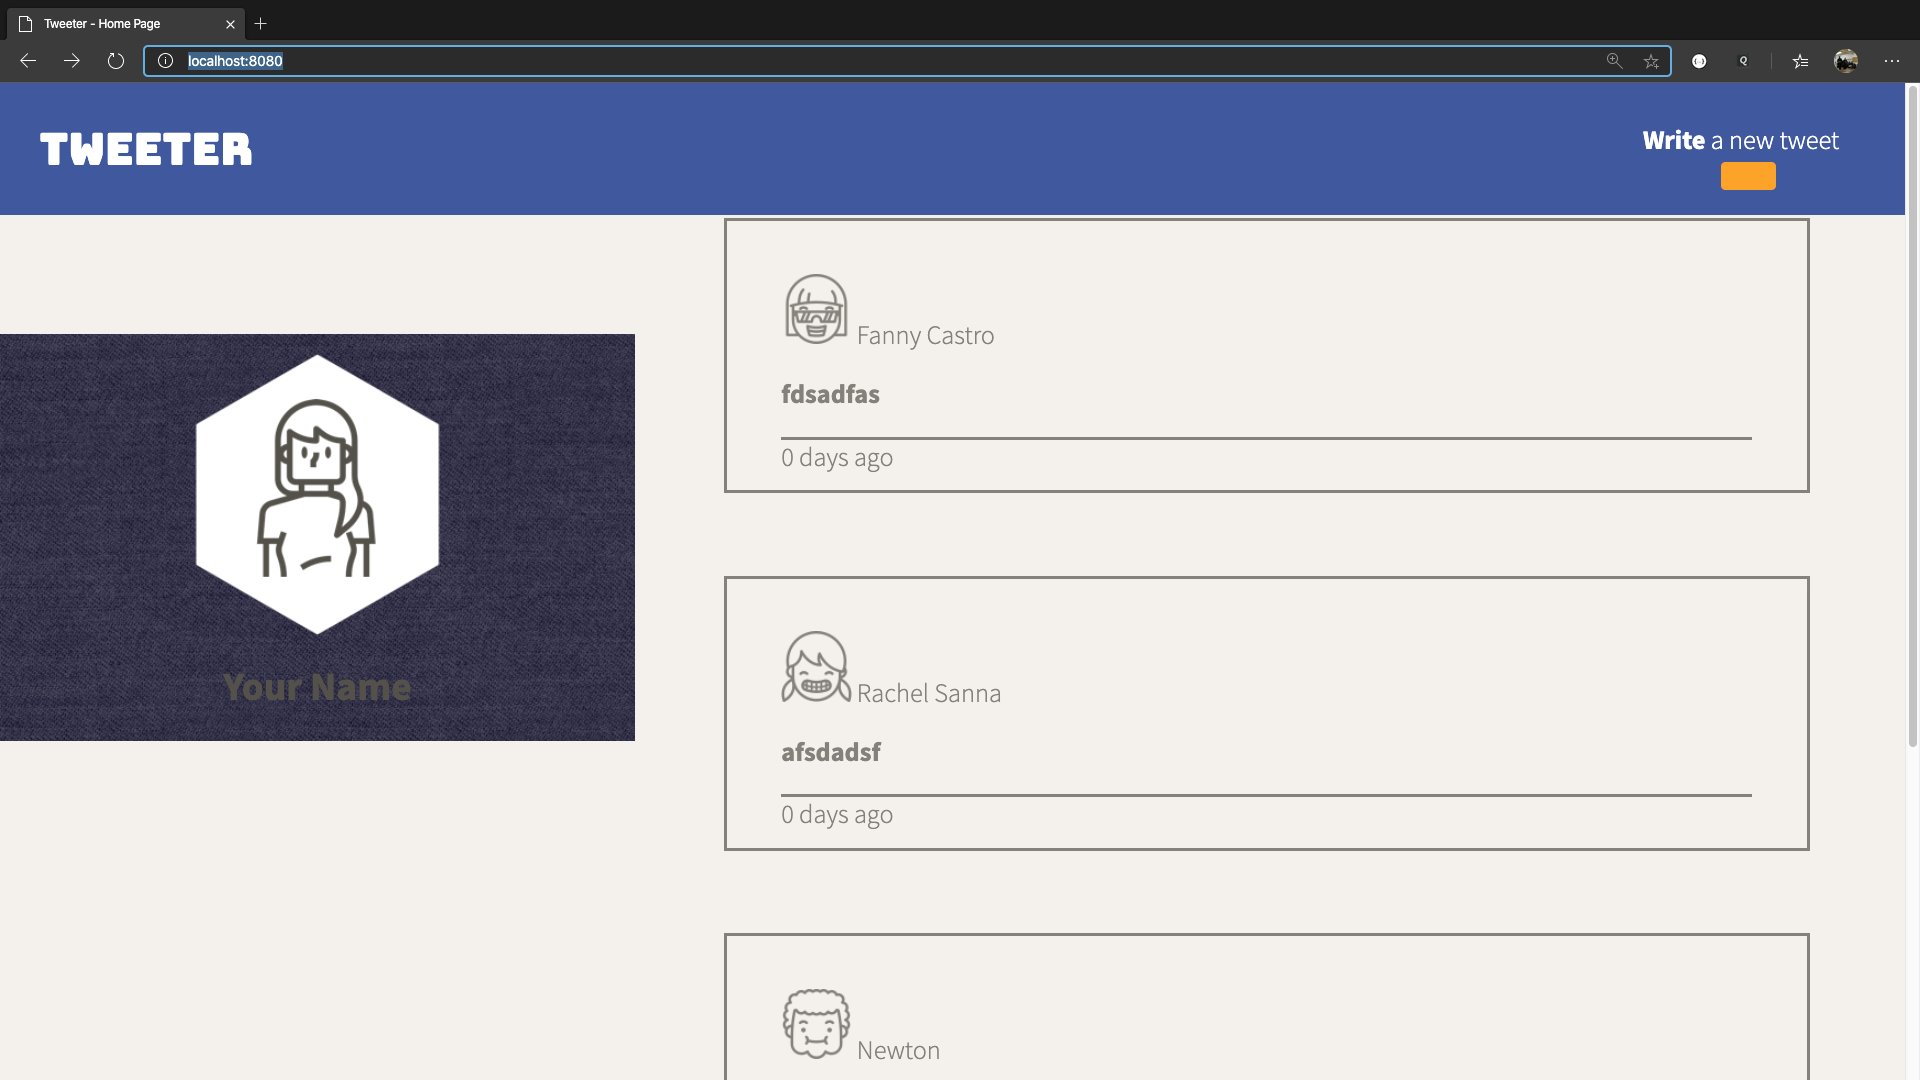 Tweeter - Home Page
localhost:8080
TWEETER
Write a new tweet
Your Name
Fanny Castro
fdsadfas
0 days ago
Rachel Sanna
afsdadsf
0 days ago
Newton